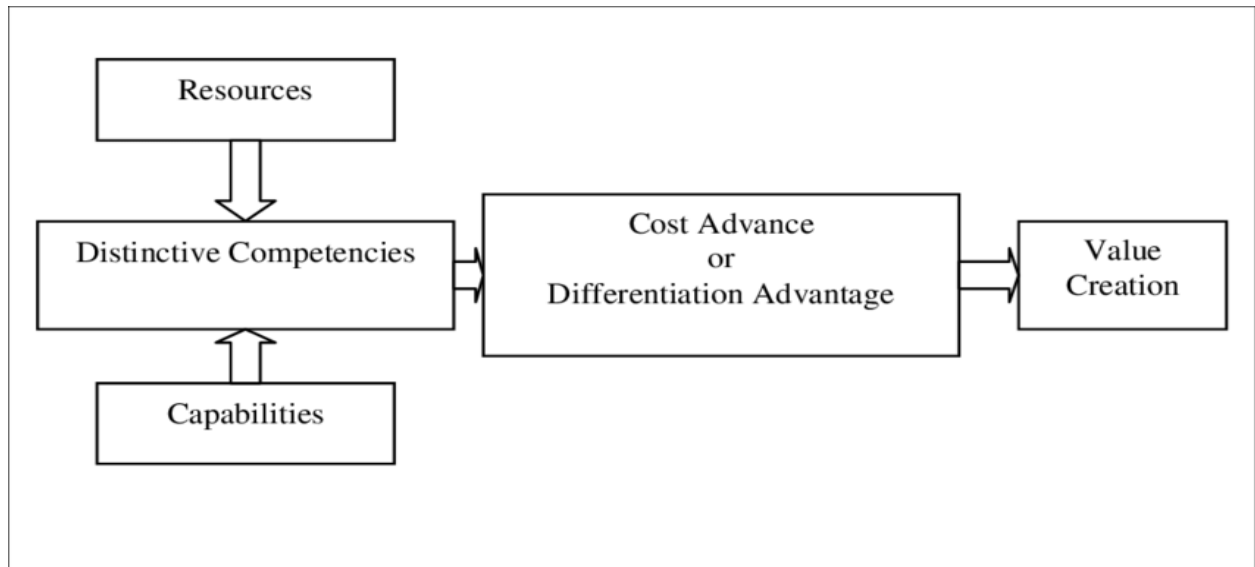 Resources
Distinctive Competencies
Capabilities
Cost Advance
or
Differentiation Advantage
Value
Creation